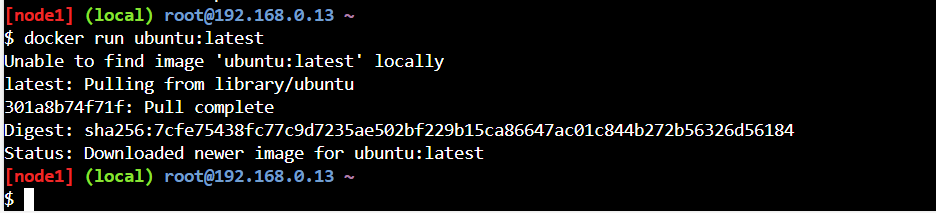 [node1] (local) root@192.168.0.13 ~
$ docker run ubuntu:latest
Unable to find image 'ubuntu:latest' locally
latest: Pulling from library/ubuntu
301a8b74f71f: Pull complete
Digest: sha256:7cfe75438fc77c9d7235ae502bf229b15ca86647ac01c844b272b56326d56184
Status: Downloaded newer image for ubuntu:latest
[node1] (local) root@192.168.0.13 ~
$